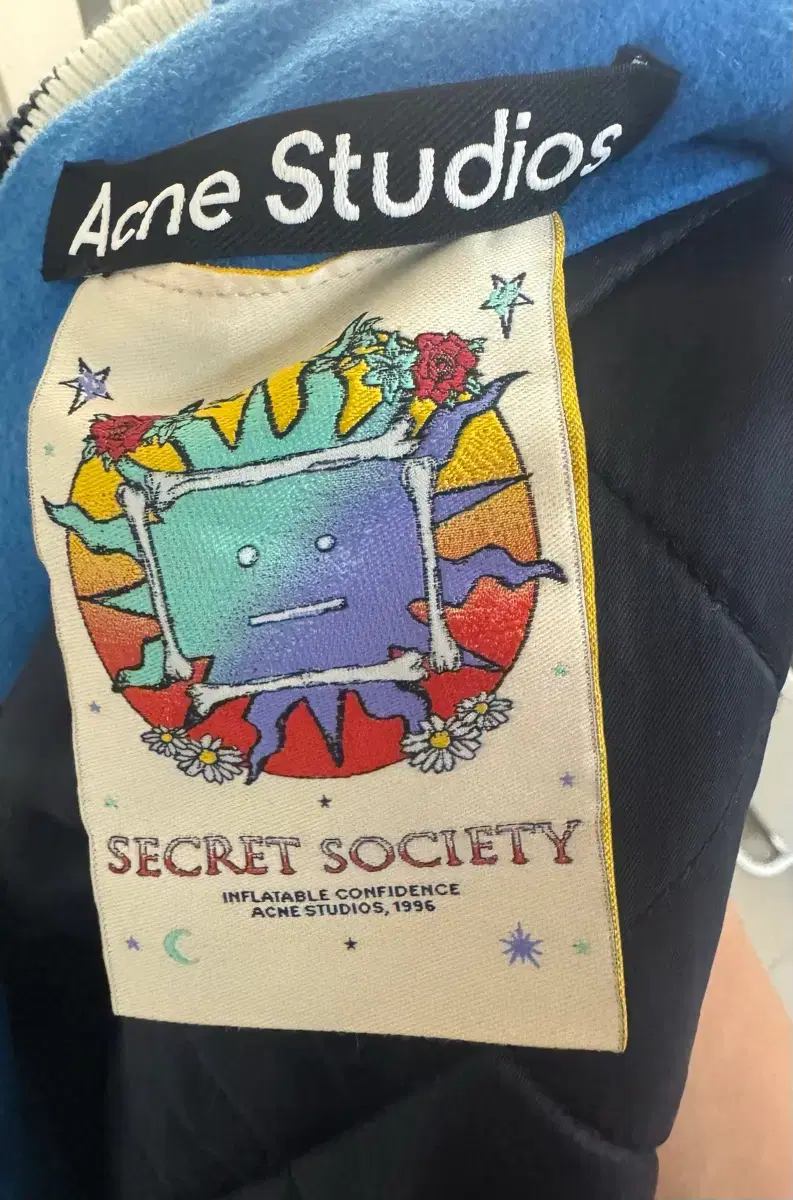 Acne Studios
SECRET SOCIETY
INFLATABLE CONFIDENCE
ACNE STUDIOS, 1996